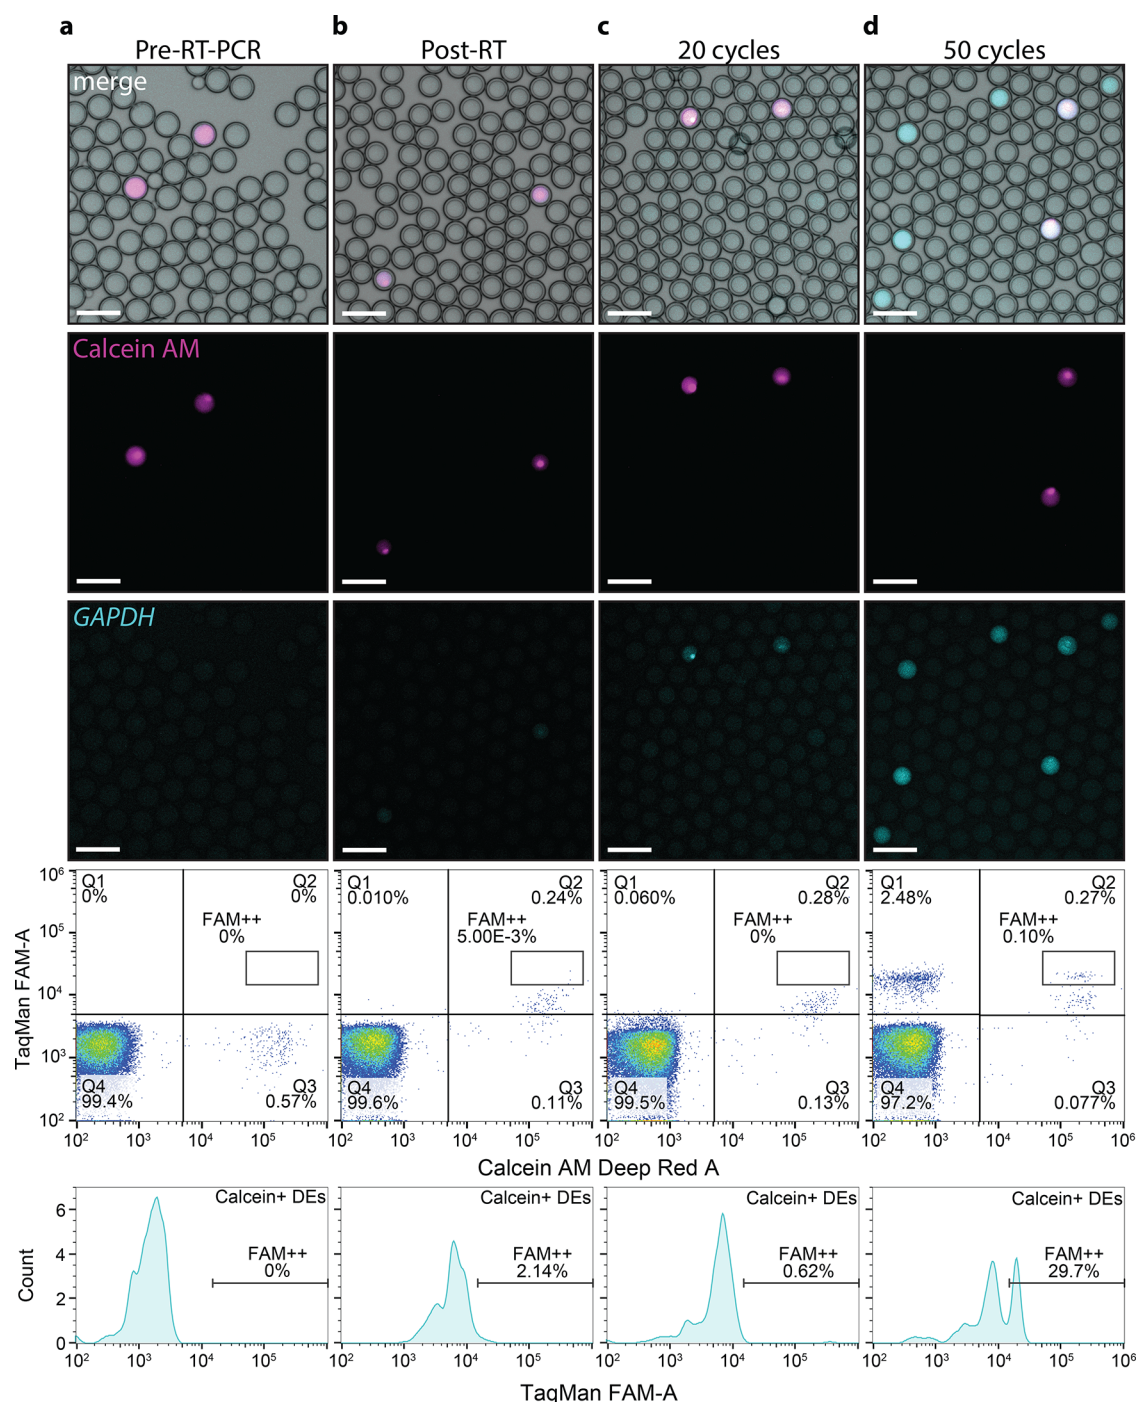 a b c d
Pre-RT-PCR Post-RT 20 cycles 50 cycles
merge
Calcein AM
GAPDH
10⁶ Q1 Q2 Q1 Q2 Q1 Q2 Q1 Q2
0% 0% 0.010% 0.24% 0.060% 0.28% 2.48% 0.27%
FAM++ FAM++ FAM++ FAM++
10⁵ 0% 5.00E-3% 0% 0.10%
TaqMan FAM-A
10⁴
10³
Q4 Q3 Q4 Q3 Q4 Q3 Q4 Q3
99.4% 0.57% 99.6% 0.11% 99.5% 0.13% 97.2% 0.077%
10²
10² 10³ 10⁴ 10⁵ 10² 10³ 10⁴ 10⁵ 10² 10³ 10⁴ 10⁵ 10² 10³ 10⁴ 10⁵ 10⁶
Calcein AM Deep Red A
Calcein+ DEs Calcein+ DEs Calcein+ DEs Calcein+ DEs
6
4 FAM++ FAM++ FAM++ FAM++
0% 2.14% 0.62% 29.7%
Count
2
0
10² 10³ 10⁴ 10⁵ 10² 10³ 10⁴ 10⁵ 10² 10³ 10⁴ 10⁵ 10² 10³ 10⁴ 10⁵ 10⁶
TaqMan FAM-A